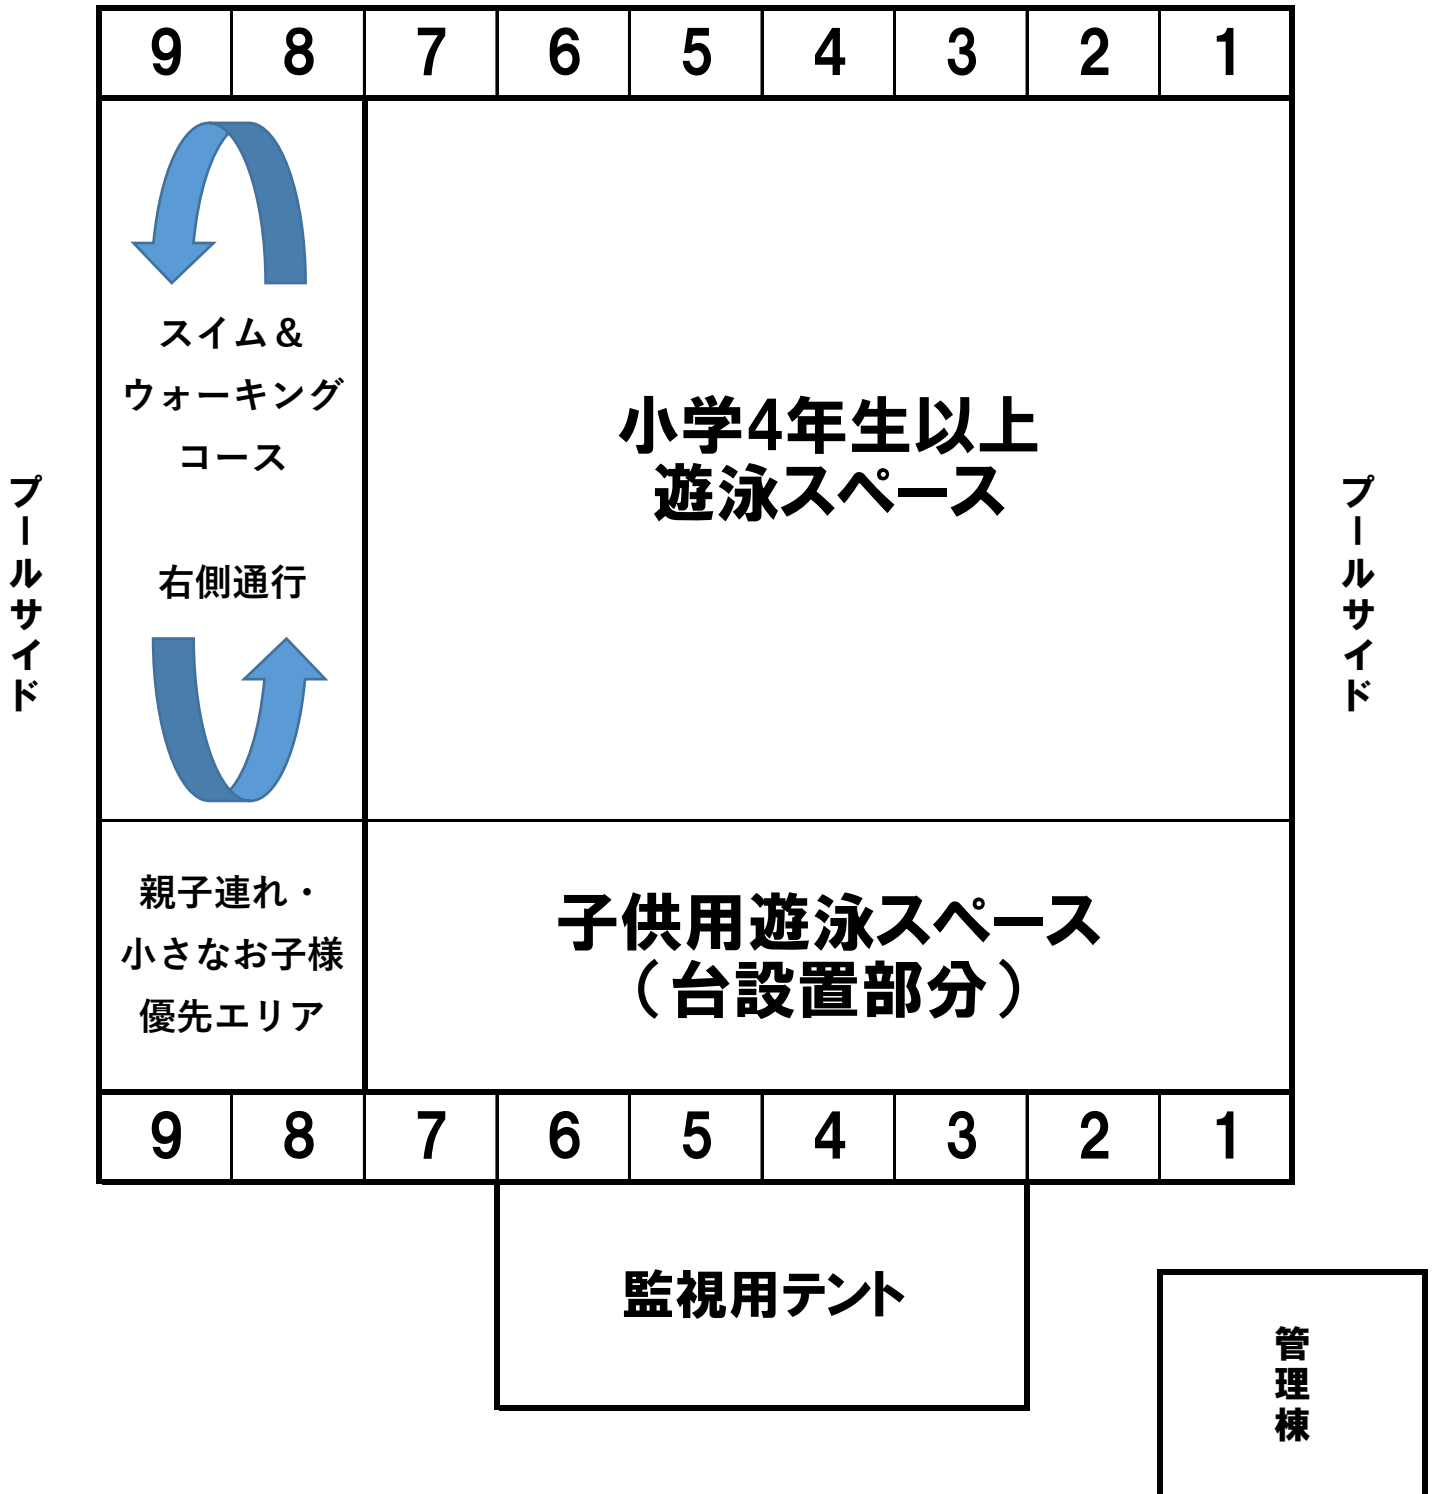 9 8 7 6 5 4 3 2 1
スイム＆
ウォーキング
コース
右側通行
小学4年生以上
遊泳スペース
プールサイド
プールサイド
親子連れ・
小さなお子様
優先エリア
子供用遊泳スペース
（台設置部分）
9 8 7 6 5 4 3 2 1
監視用テント
管理棟